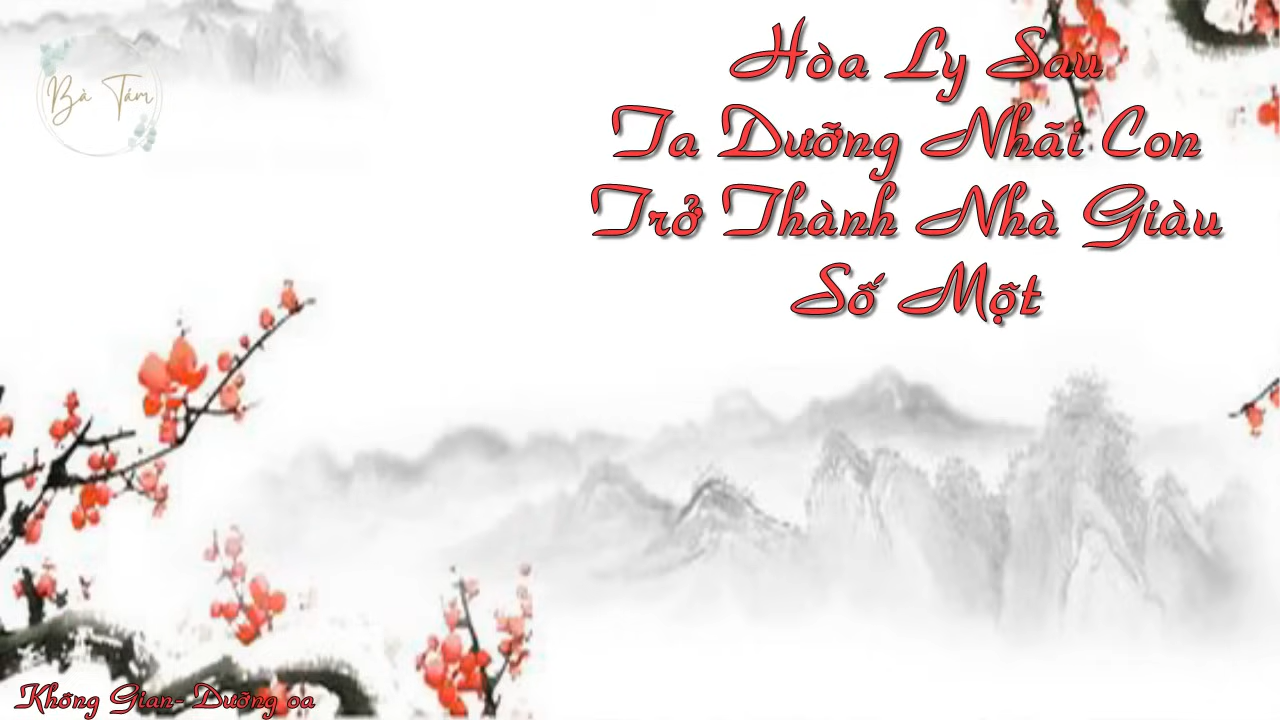 Bà Tám
Hòa Ly Sau
Ta Dưỡng Nhãi Con
Trở Thành Nhà Giàu
Số Một
Không Gian- Dưỡng oa